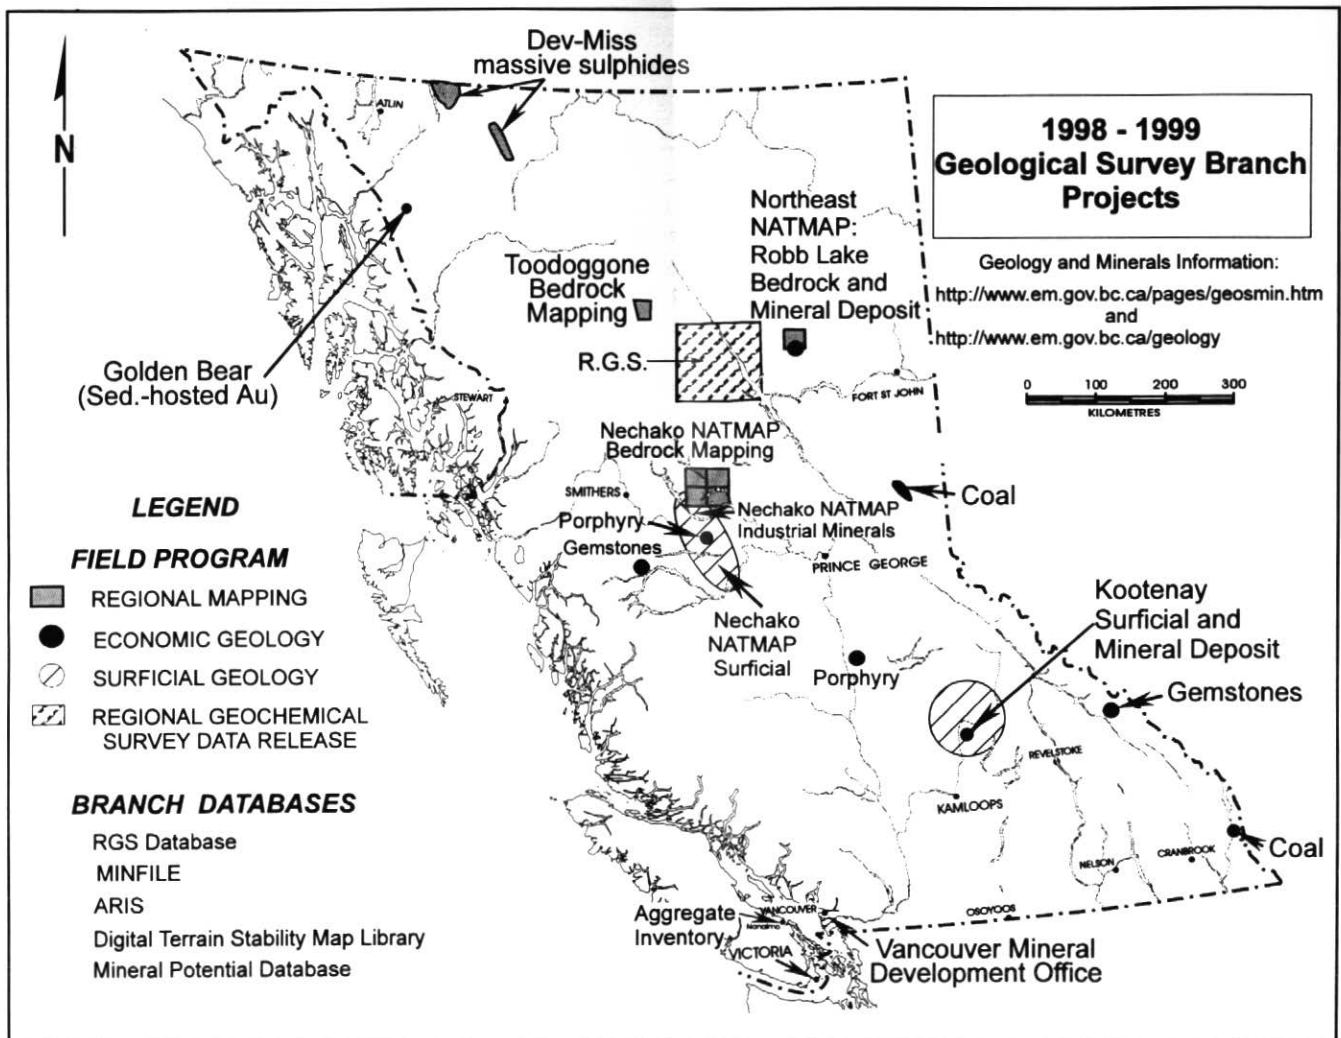 1998 - 1999
Geological Survey Branch
Projects
Geology and Minerals Information:
http://www.em.gov.bc.ca/pages/geosmin.htm
and
http://www.em.gov.bc.ca/geology
0 100 200 300
KILOMETRES
N
Dev-Miss
massive sulphides
ATLIN
Northeast
NATMAP:
Robb Lake
Bedrock and
Mineral Deposit
Toodoggone
Bedrock
Mapping
R.G.S.
Golden Bear
(Sed.-hosted Au)
STEWART
FORT ST JOHN
Nechako NATMAP
Bedrock Mapping
SMITHERS
Coal
Nechako NATMAP
Industrial Minerals
Porphyry
Gemstones
PRINCE GEORGE
Nechako
NATMAP
Surficial
Kootenay
Surficial and
Mineral Deposit
Porphyry
Gemstones
REVELSTOKE
KAMLOOPS
Coal
NELSON
CRANBROOK
OSOYOOS
Aggregate
Inventory
VANCOUVER
Nanaimo
VICTORIA
Vancouver Mineral
Development Office
LEGEND
FIELD PROGRAM
REGIONAL MAPPING
ECONOMIC GEOLOGY
SURFICIAL GEOLOGY
REGIONAL GEOCHEMICAL
SURVEY DATA RELEASE
BRANCH DATABASES
RGS Database
MINFILE
ARIS
Digital Terrain Stability Map Library
Mineral Potential Database